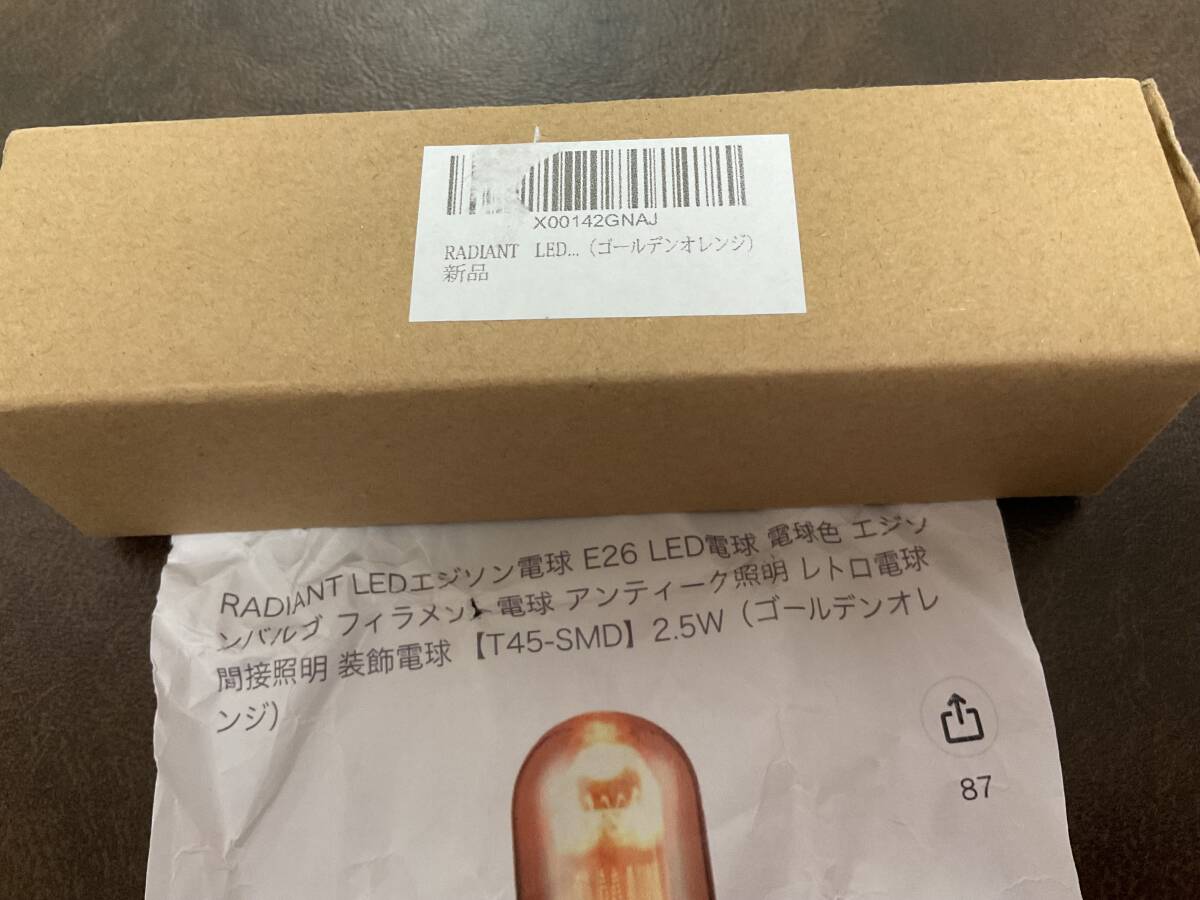 X00142GNAJ
RADIANT LED...（ゴールデンオレンジ）
新品
RADIANT LEDエジソン電球 E26 LED電球 電球色 エジソ
ンバルブ フィラメント電球 アンティーク照明 レトロ電球
間接照明 装飾電球【T45-SMD】2.5W（ゴールデンオレ
ンジ）
87